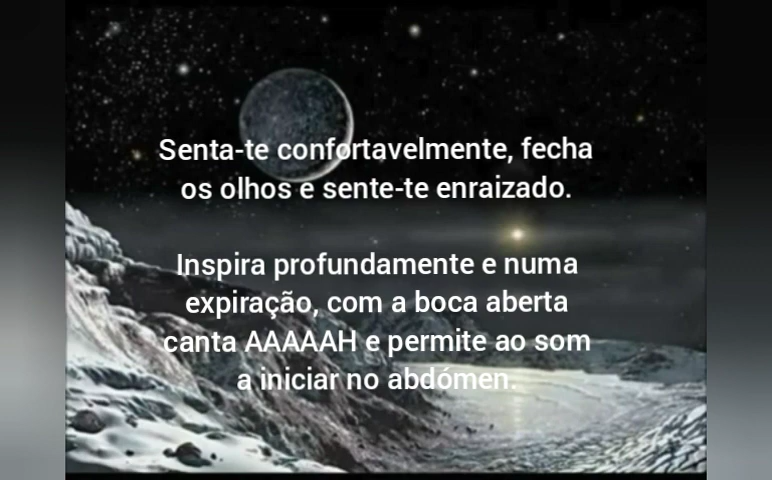 Senta-te confortavelmente, fecha
os olhos e sente-te enraizado.
Inspira profundamente e numa
expiração, com a boca aberta
canta AAAAAH e permite ao som
a iniciar no abdómen.